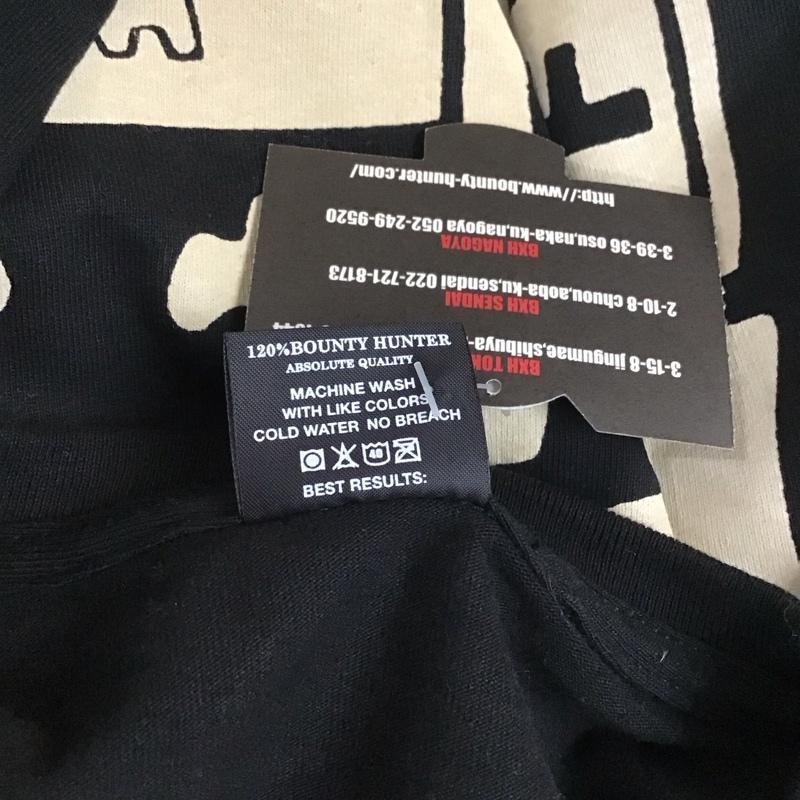 120%BOUNTY HUNTER
ABSOLUTE QUALITY
MACHINE WASH
WITH LIKE COLORS
COLD WATER NO BREACH
40
BEST RESULTS:
BXH
3-15-8 jingumae,shibuya-
BXH SENDAI
2-10-8 chuou,aoba-ku,sendai 022-721-8173
BXH NAGOYA
3-39-36 osu,naka-ku,nagoya 052-249-9520
http://www.bounty-hunter.com/